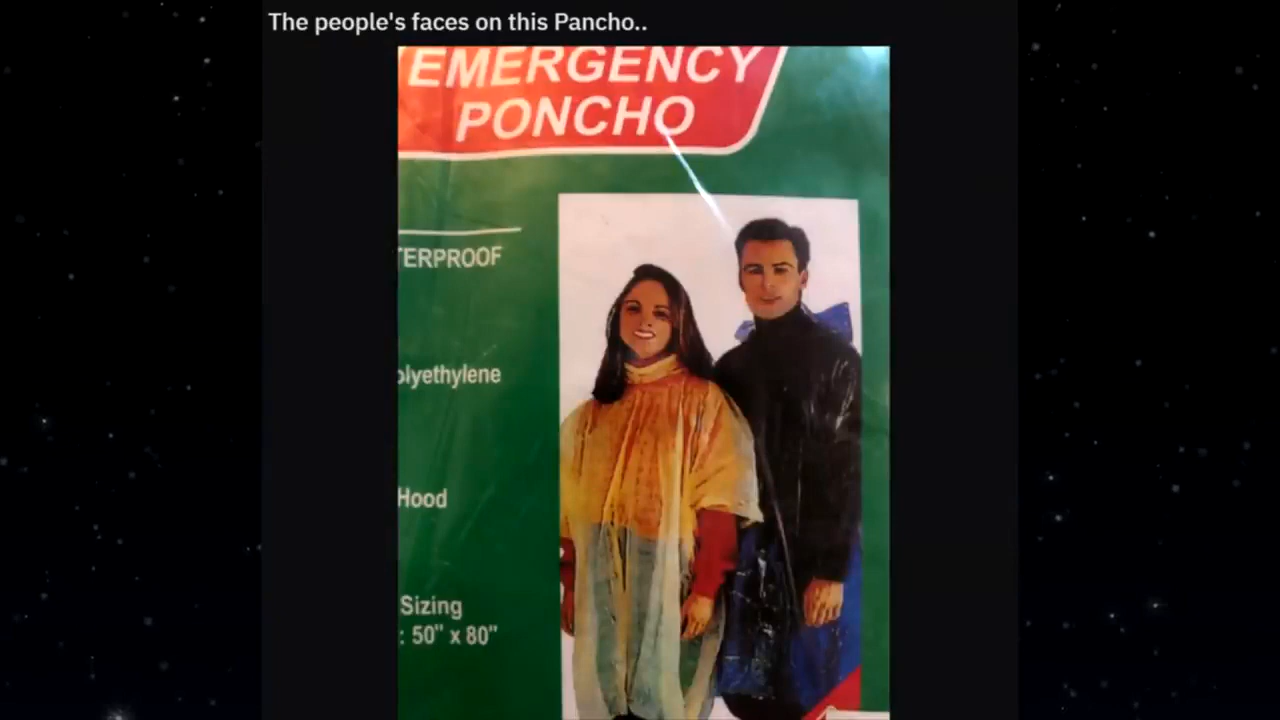 The people's faces on this Pancho..
EMERGENCY
PONCHO
TERPROOF
olyethylene
Hood
Sizing
: 50" x 80"